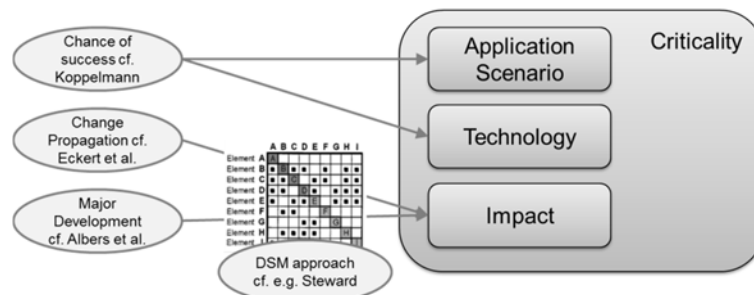 Chance of
success cf.
Koppelmann
Change
Propagation cf.
Eckert et al.
Major
Development
cf. Albers et al.
A B C D E F G H I
Element A A
Element B B
Element C C
Element D D
Element E E
Element F F
Element G G
Element H H
Element I I
DSM approach
cf. e.g. Steward
Criticality
Application
Scenario
Technology
Impact